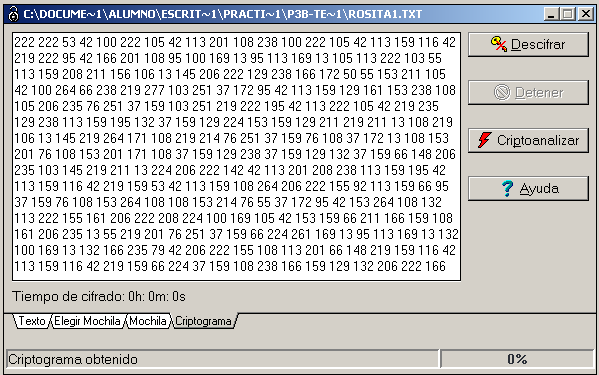 C:\DOCUME~1\ALUMNO\ESCRIT~1\PRACTI~1\P3B-TE~1\ROSITA1.TXT
222 222 53 42 100 222 105 42 113 201 108 238 100 222 105 42 113 159 116 42
219 222 95 42 166 201 108 95 100 169 13 95 113 169 13 105 113 222 103 55
113 159 208 211 156 106 13 145 206 222 129 238 166 172 50 55 153 211 105
42 100 264 66 238 219 277 103 251 37 172 95 42 113 159 129 161 153 238 108
105 206 235 76 251 37 159 103 251 219 222 195 42 113 222 105 42 219 235
129 238 113 159 195 132 37 159 129 224 153 159 129 211 219 211 13 108 219
106 13 145 219 264 171 108 219 214 76 251 37 159 76 108 37 172 13 108 153
201 76 108 153 201 171 108 37 159 129 238 37 159 129 132 37 159 66 148 206
235 103 145 219 211 13 224 206 222 142 42 113 201 208 238 113 159 195 42
113 159 116 42 219 159 53 42 113 159 108 264 206 222 155 92 113 159 66 95
37 159 76 108 153 264 108 108 153 214 76 55 37 172 95 42 153 264 108 132
113 222 155 161 206 222 208 224 100 169 105 42 153 159 66 211 166 159 108
161 206 235 13 55 219 201 76 251 37 159 66 224 261 169 13 95 113 169 13 132
100 169 13 132 166 235 79 42 206 222 155 108 113 201 66 148 219 159 116 42
113 159 116 42 219 159 66 224 37 159 108 238 166 159 129 132 206 222 166
Descifrar
Detener
Criptoanalizar
Ayuda
Tiempo de cifrado: 0h: 0m: 0s
Texto Elegir Mochila Mochila Criptograma
Criptograma obtenido 0%